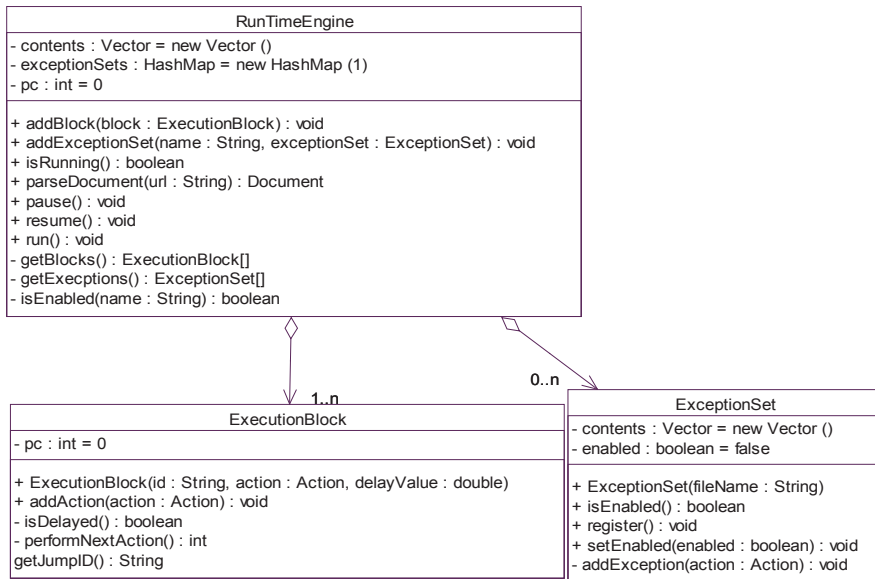 RunTimeEngine
- contents : Vector = new Vector ()
- exceptionSets : HashMap = new HashMap (1)
- pc : int = 0
+ addBlock(block : ExecutionBlock) : void
+ addExceptionSet(name : String, exceptionSet : ExceptionSet) : void
+ isRunning() : boolean
+ parseDocument(url : String) : Document
+ pause() : void
+ resume() : void
+ run() : void
- getBlocks() : ExecutionBlock[]
- getExecptions() : ExceptionSet[]
- isEnabled(name : String) : boolean
1..n
0..n
ExecutionBlock
- pc : int = 0
+ ExecutionBlock(id : String, action : Action, delayValue : double)
+ addAction(action : Action) : void
- isDelayed() : boolean
- performNextAction() : int
getJumpID() : String
ExceptionSet
- contents : Vector = new Vector ()
- enabled : boolean = false
+ ExceptionSet(fileName : String)
+ isEnabled() : boolean
+ register() : void
+ setEnabled(enabled : boolean) : void
- addException(action : Action) : void